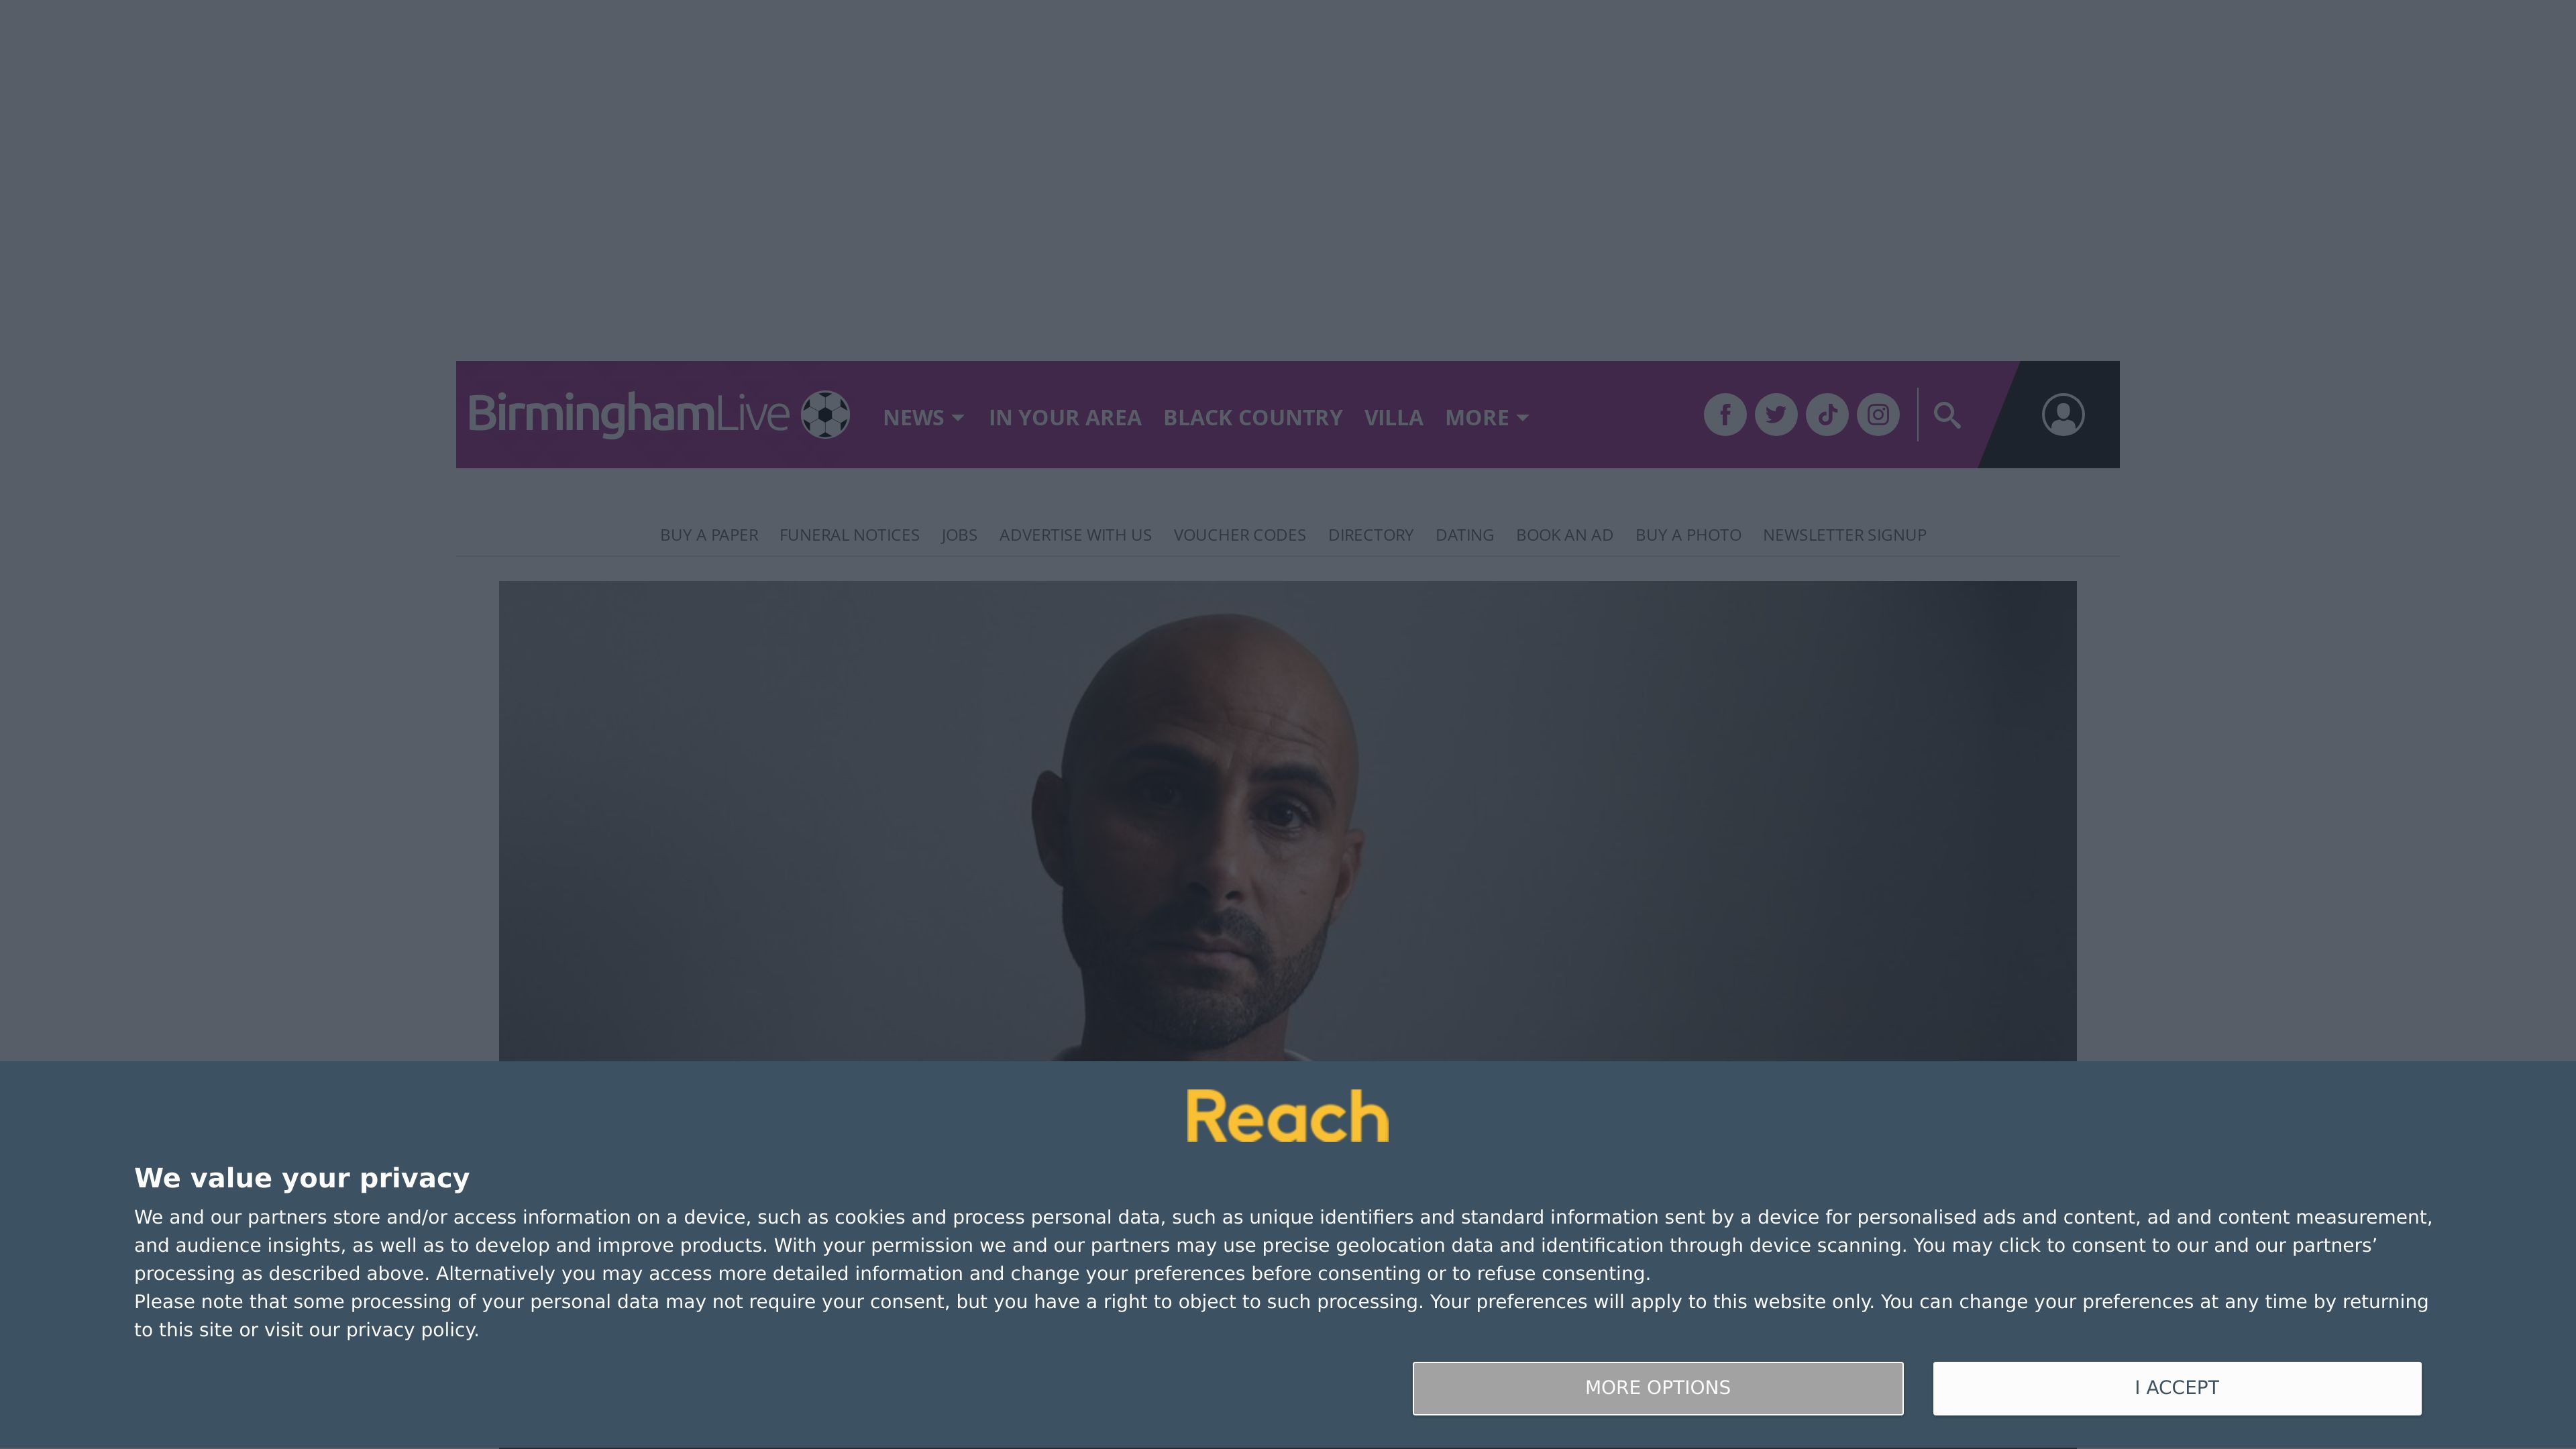 BirminghamLive NEWS IN YOUR AREA BLACK COUNTRY VILLA MORE
BUY A PAPER FUNERAL NOTICES JOBS ADVERTISE WITH US VOUCHER CODES DIRECTORY DATING BOOK AN AD BUY A PHOTO NEWSLETTER SIGNUP
Reach
We value your privacy
We and our partners store and/or access information on a device, such as cookies and process personal data, such as unique identifiers and standard information sent by a device for personalised ads and content, ad and content measurement,
and audience insights, as well as to develop and improve products. With your permission we and our partners may use precise geolocation data and identification through device scanning. You may click to consent to our and our partners’
processing as described above. Alternatively you may access more detailed information and change your preferences before consenting or to refuse consenting.
Please note that some processing of your personal data may not require your consent, but you have a right to object to such processing. Your preferences will apply to this website only. You can change your preferences at any time by returning
to this site or visit our privacy policy.
MORE OPTIONS I ACCEPT